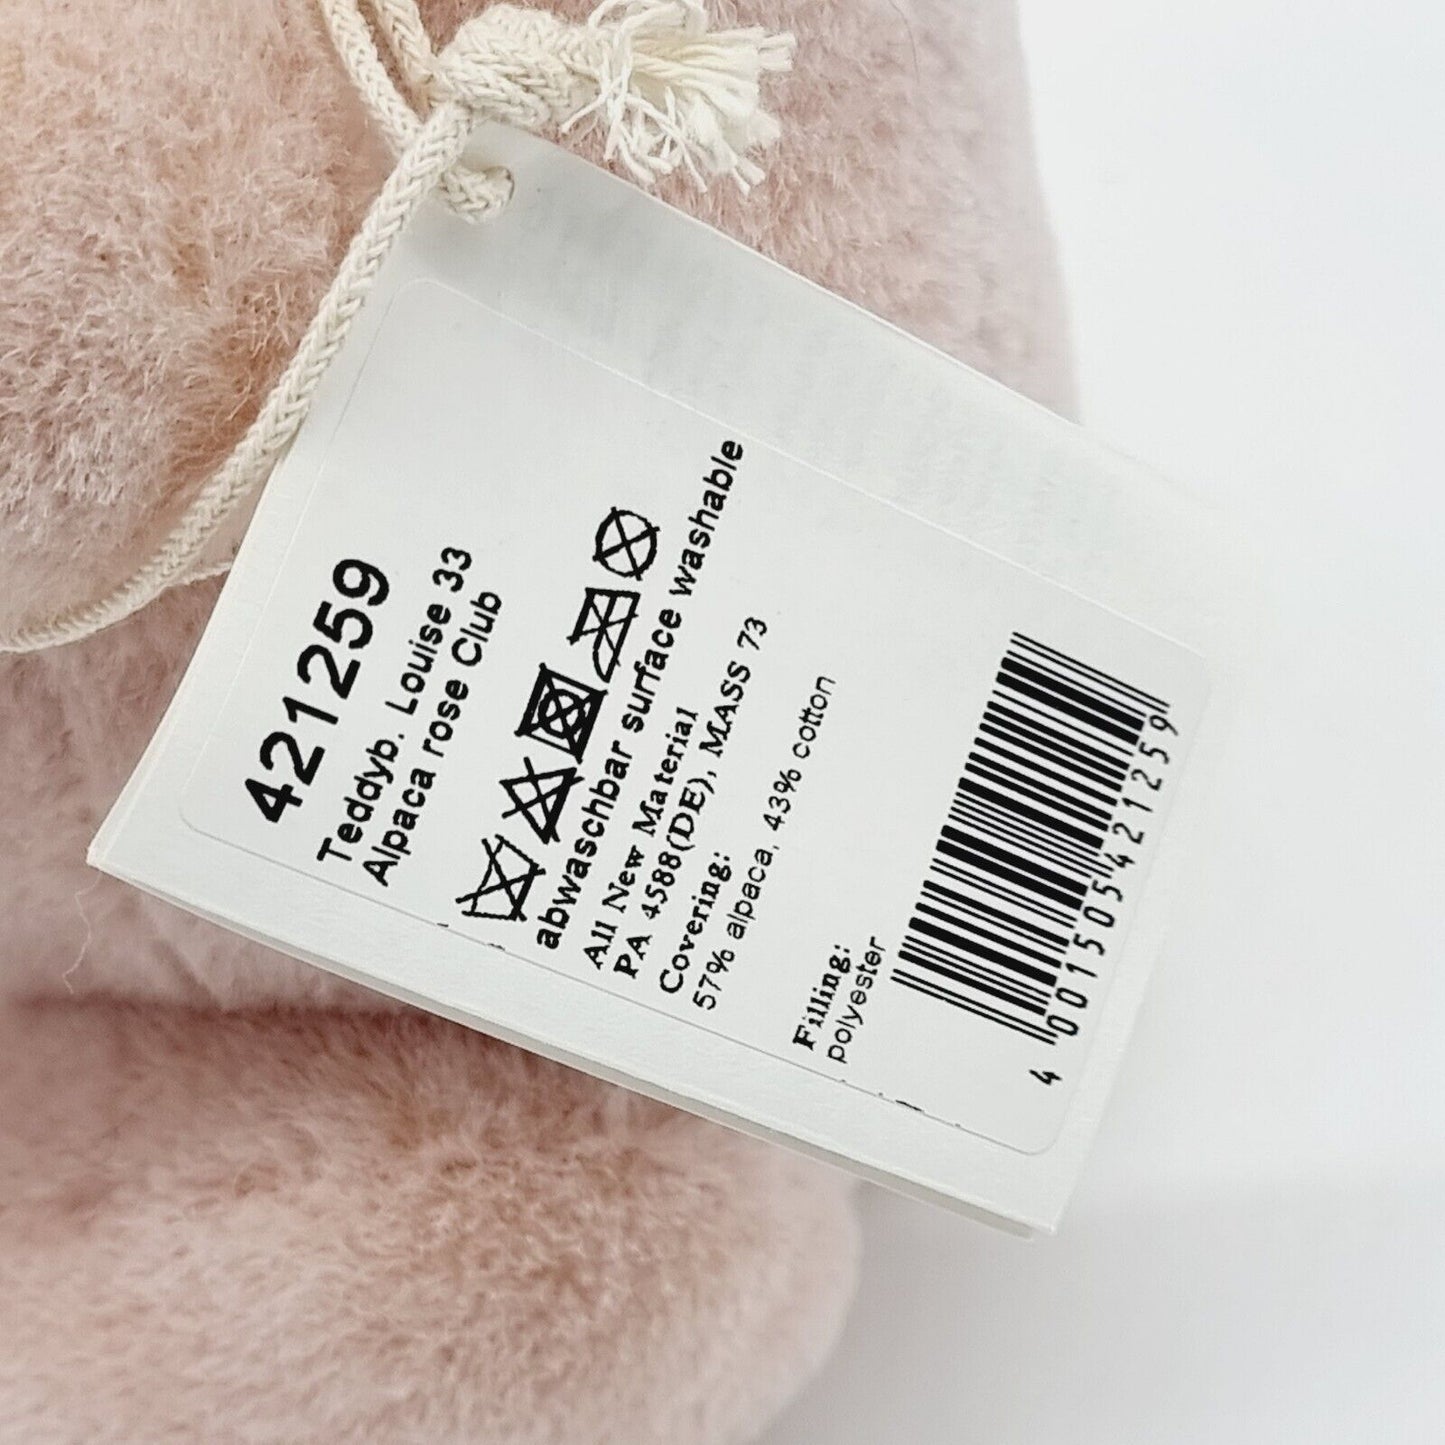 421259
Teddyb. Louise 33
Alpaca rose Club
abwaschbar surface washable
All New Material
PA 4588(DE), MASS 73
Covering:
57% alpaca, 43% cotton
Filling:
polyester
4 001505 421259